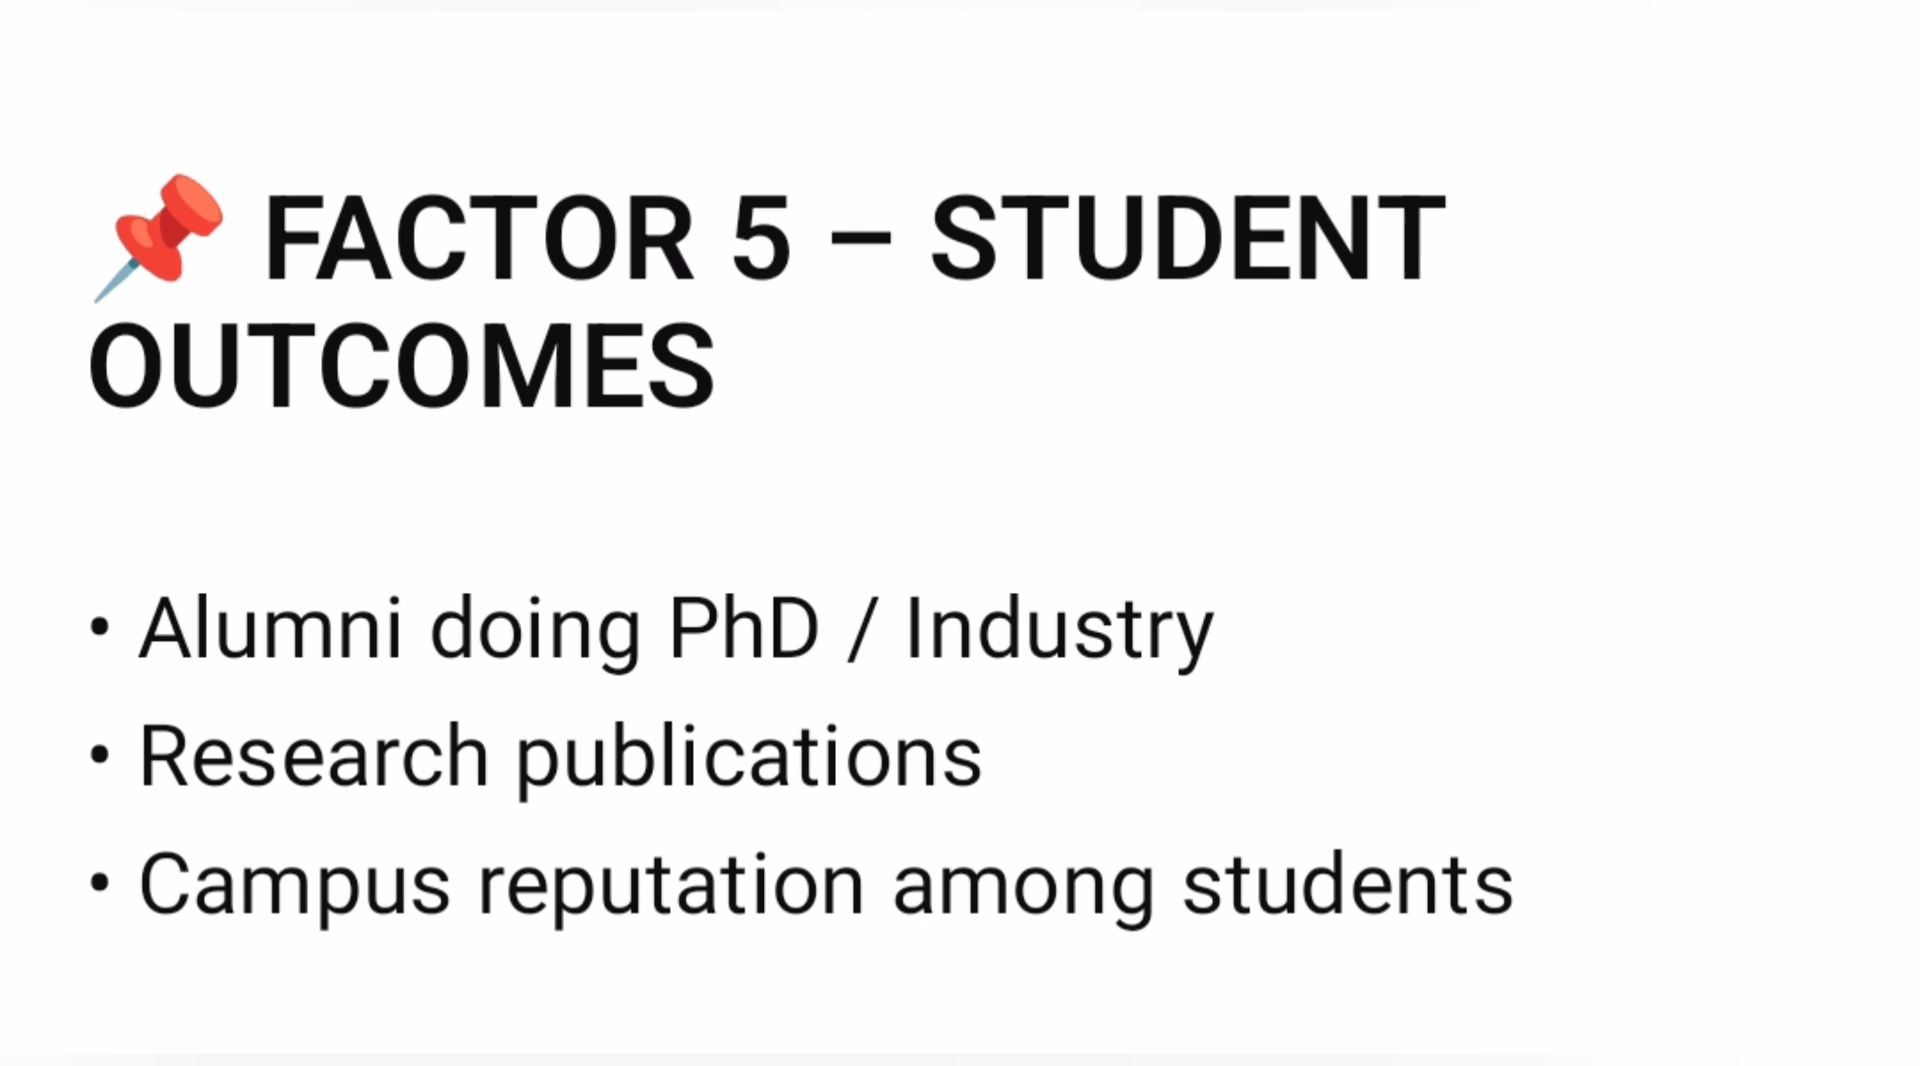 📌 FACTOR 5 – STUDENT
OUTCOMES
• Alumni doing PhD / Industry
• Research publications
• Campus reputation among students